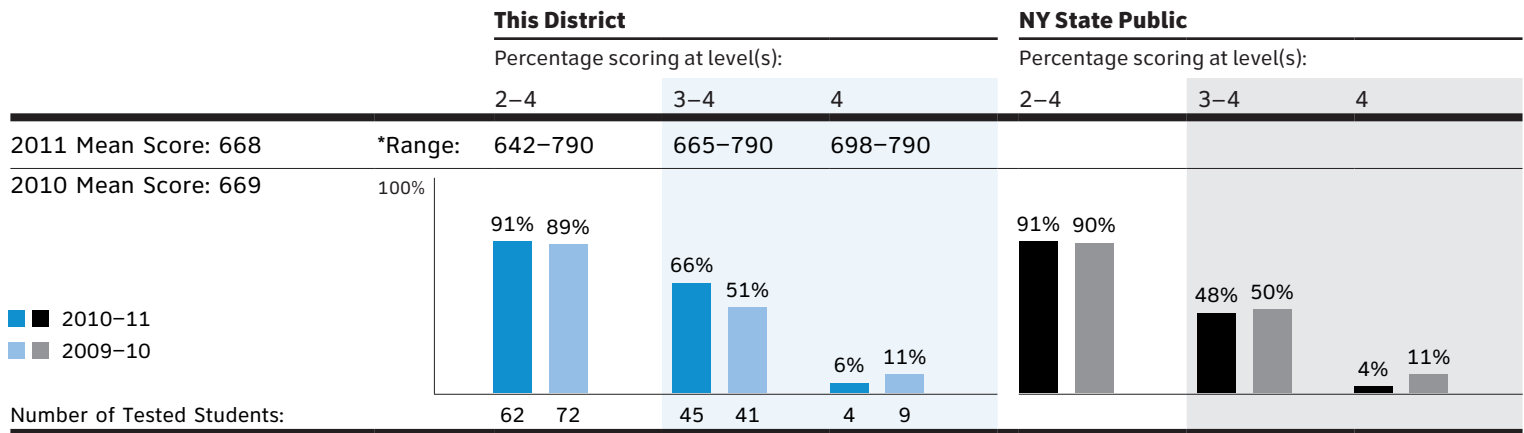 This District NY State Public
Percentage scoring at level(s): Percentage scoring at level(s):
2–4 3–4 4 2–4 3–4 4
2011 Mean Score: 668 *Range: 642–790 665–790 698–790
2010 Mean Score: 669 100%
91% 89% 91% 90%
66%
51% 48% 50%
2010–11
2009–10
6% 11% 4% 11%
Number of Tested Students: 62 72 45 41 4 9